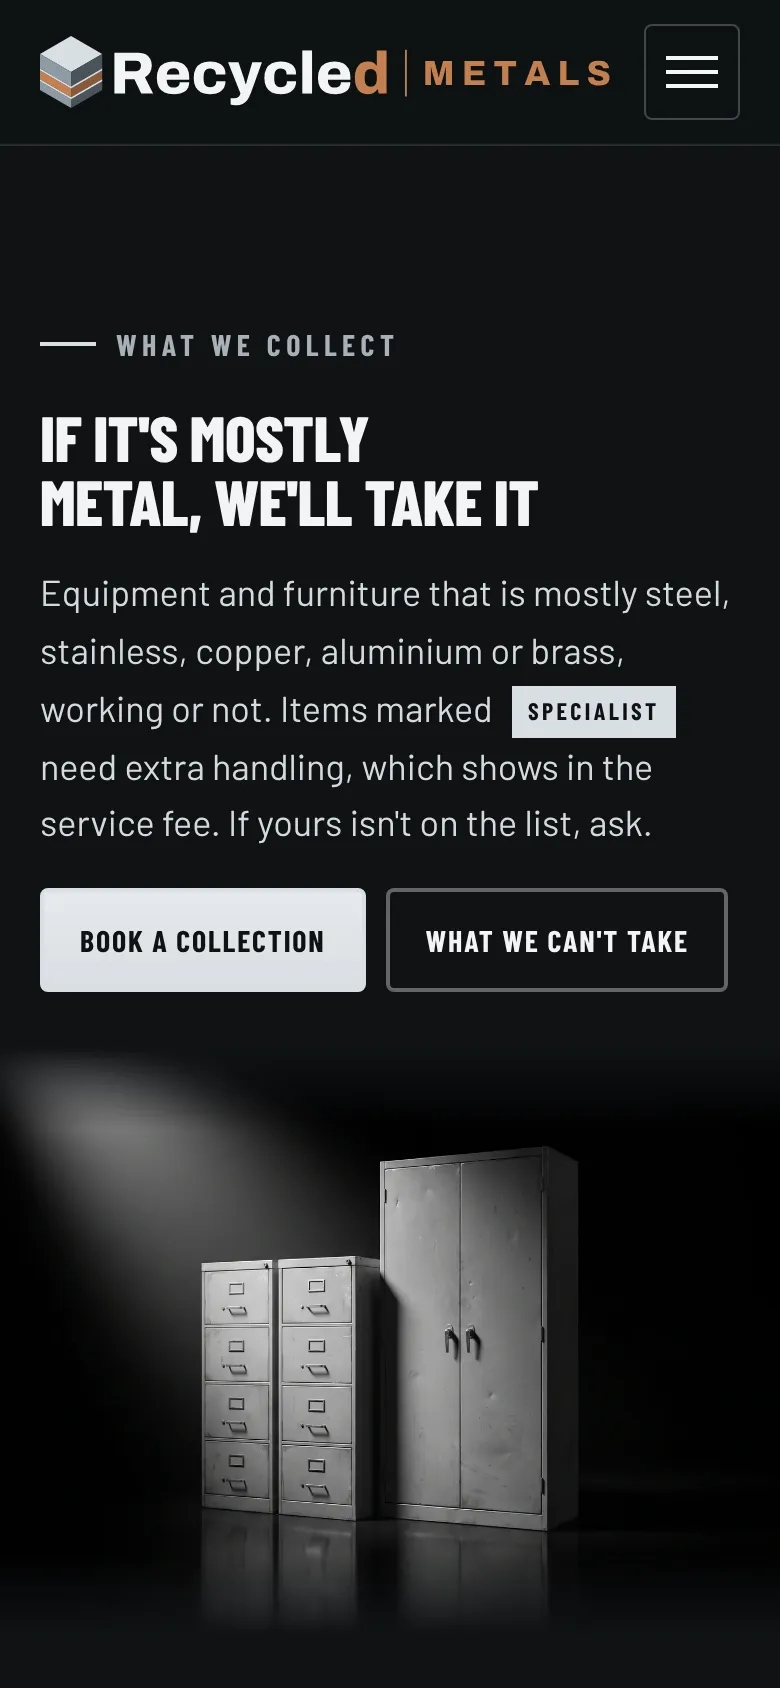 Recycled | METALS
WHAT WE COLLECT
IF IT'S MOSTLY
METAL, WE'LL TAKE IT
Equipment and furniture that is mostly steel,
stainless, copper, aluminium or brass,
working or not. Items marked SPECIALIST
need extra handling, which shows in the
service fee. If yours isn't on the list, ask.
BOOK A COLLECTION
WHAT WE CAN'T TAKE